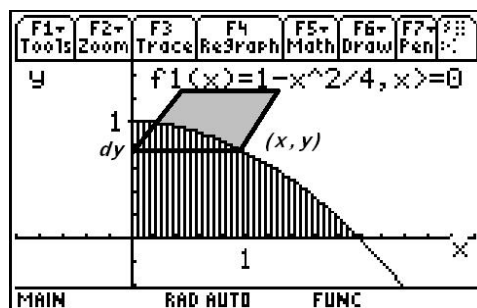 F1▾ F2▾ F3 F4 F5▾ F6▾ F7▾
Tools Zoom Trace ReGraph Math Draw Pen
y f1(x)=1-x^2/4,x>=0
1
dy (x,y)
1 x
MAIN RAD AUTO FUNC